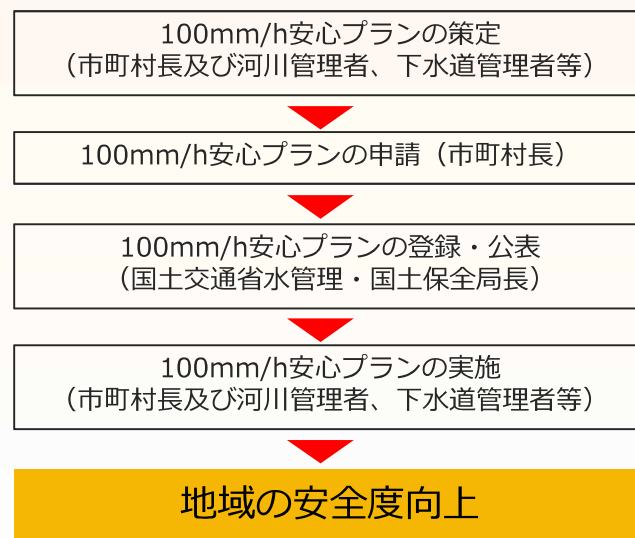 100mm/h安心プランの策定
（市町村長及び河川管理者、下水道管理者等）
100mm/h安心プランの申請（市町村長）
100mm/h安心プランの登録・公表
（国土交通省水管理・国土保全局長）
100mm/h安心プランの実施
（市町村長及び河川管理者、下水道管理者等）
地域の安全度向上